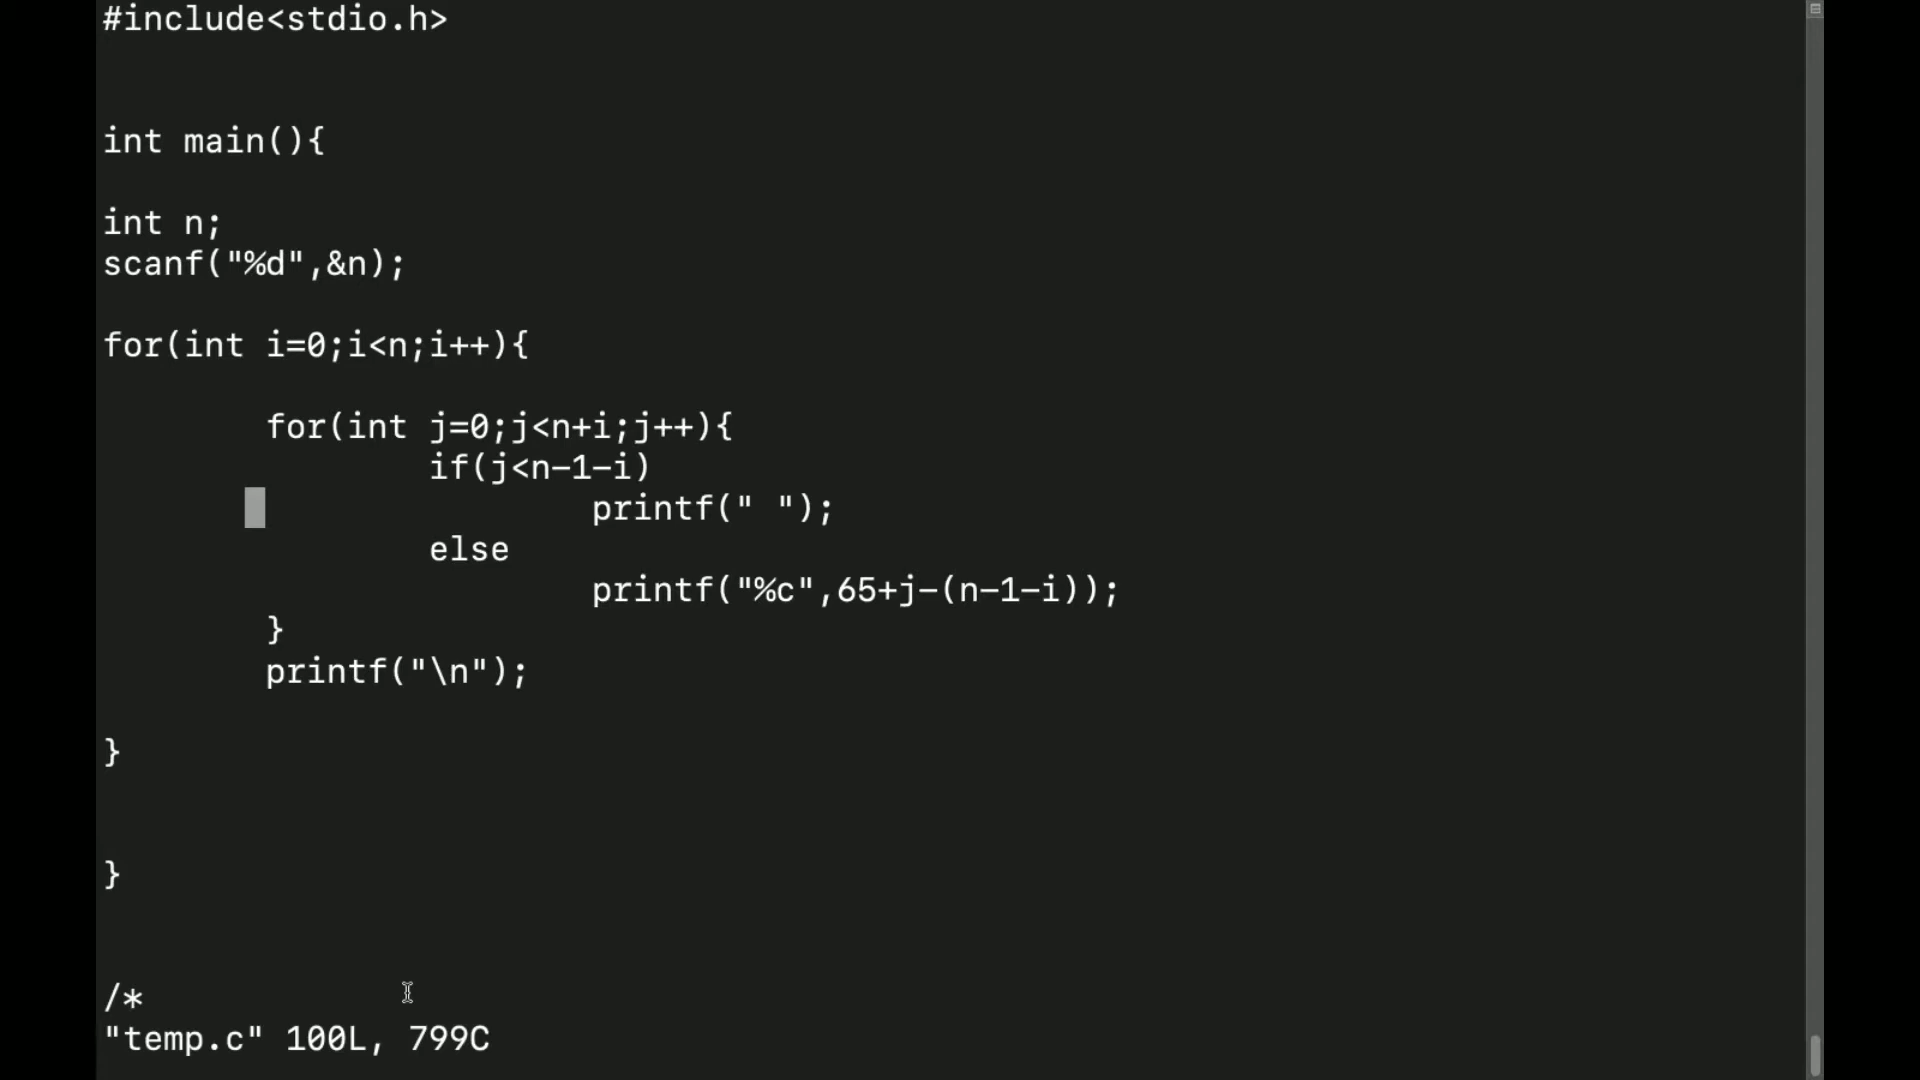 #include<stdio.h>
int main(){
int n;
scanf("%d",&n);
for(int i=0;i<n;i++){
for(int j=0;j<n+i;j++){
if(j<n-1-i)
printf(" ");
else
printf("%c",65+j-(n-1-i));
}
printf("\n");
}
}
/*
"temp.c" 100L, 799C